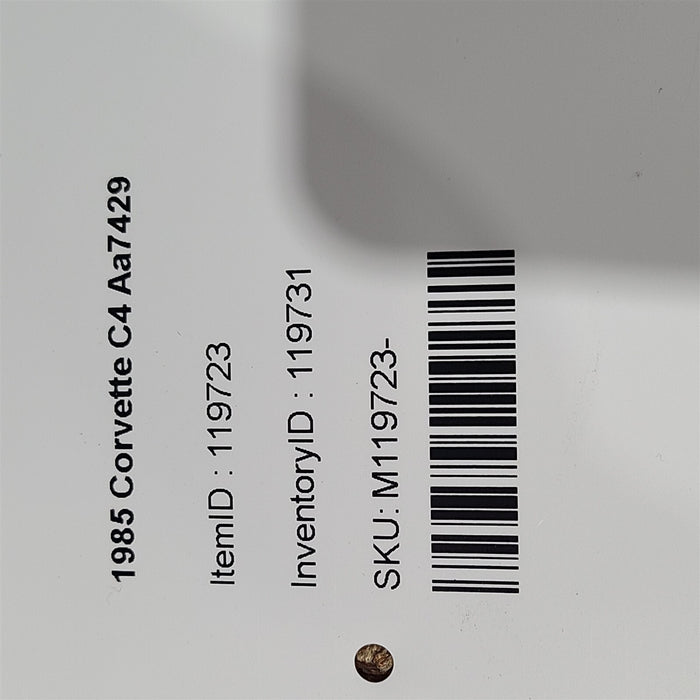 1985 Corvette C4 Aa7429
ItemID : 119723
InventoryID : 119731
SKU: M119723-